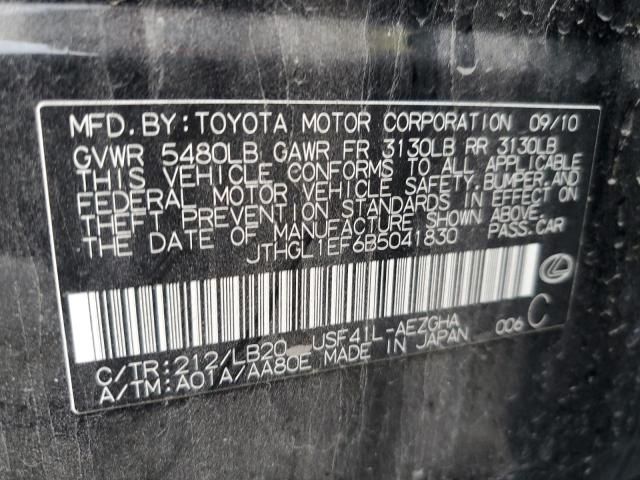 MFD. BY: TOYOTA MOTOR CORPORATION 09/10
GVWR 5480LB GAWR FR 3130LB RR 3130LB
THIS VEHICLE CONFORMS TO ALL APPLICABLE
FEDERAL MOTOR VEHICLE SAFETY, BUMPER, AND
THEFT PREVENTION STANDARDS IN EFFECT ON
THE DATE OF MANUFACTURE SHOWN ABOVE.
JTHGL1EF6B5041830 PASS. CAR
C/TR: 212/LB20 USF41L-AEZGHA 006 C
A/TM: A01A/AA80E MADE IN JAPAN